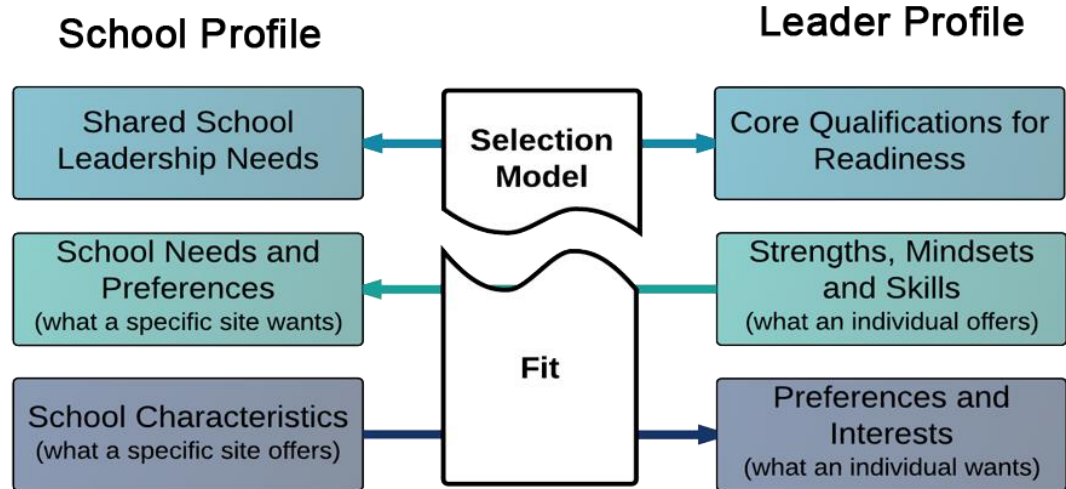 School Profile
Leader Profile
Shared School
Leadership Needs
Selection
Model
Core Qualifications for
Readiness
School Needs and
Preferences
(what a specific site wants)
Strengths, Mindsets
and Skills
(what an individual offers)
Fit
School Characteristics
(what a specific site offers)
Preferences and
Interests
(what an individual wants)